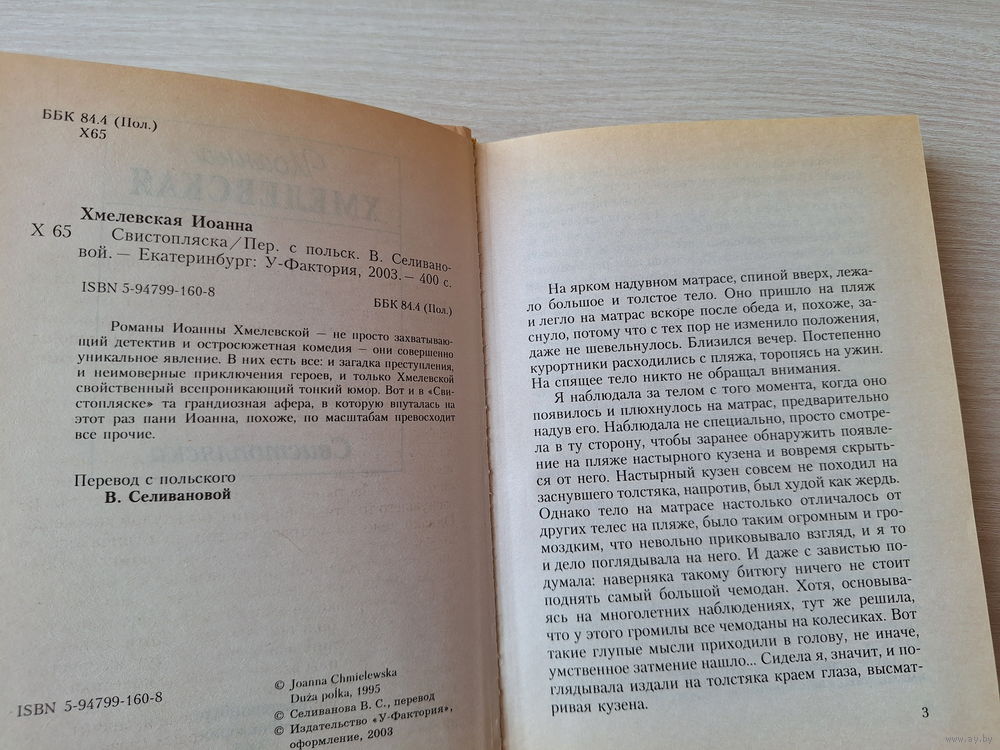 ББК 84.4 (Пол.)
Х65
Хмелевская Иоанна
Х 65
Свистопляска/Пер. с польск. В. Селивано-
вой. — Екатеринбург: У-Фактория, 2003. — 400 с.
ISBN 5-94799-160-8
ББК 84.4 (Пол.)
Романы Иоанны Хмелевской — не просто захватываю-
щий детектив и остросюжетная комедия — они совершенно
уникальное явление. В них есть все: и загадка преступления,
и неимоверные приключения героев, и только Хмелевской
свойственный всепроникающий тонкий юмор. Вот и в «Сви-
стопляске» та грандиозная афера, в которую впуталась на
этот раз пани Иоанна, похоже, по масштабам превосходит
все прочие.
Перевод с польского
В. Селивановой
ISBN 5-94799-160-8
© Joanna Chmielewska
Duża polka, 1995
© Селиванова В. С., перевод
© Издательство «У-Фактория»,
оформление, 2003
На ярком надувном матрасе, спиной вверх, лежа-
ло большое и толстое тело. Оно пришло на пляж
и легло на матрас вскоре после обеда и, похоже, за-
снуло, потому что с тех пор не изменило положения,
даже не шевельнулось. Близился вечер. Постепенно
курортники расходились с пляжа, торопясь на ужин.
На спящее тело никто не обращал внимания.
Я наблюдала за телом с того момента, когда оно
появилось и плюхнулось на матрас, предварительно
надув его. Наблюдала не специально, просто смотре-
ла в ту сторону, чтобы заранее обнаружить появле-
ние на пляже настырного кузена и вовремя скрыть-
ся от него. Настырный кузен совсем не походил на
заснувшего толстяка, напротив, был худой как жердь.
Однако тело на матрасе настолько отличалось от
других телес на пляже, было таким огромным и гро-
моздким, что невольно приковывало взгляд, и я то
и дело поглядывала на него. И даже с завистью по-
думала: наверняка такому битюгу ничего не стоит
поднять самый большой чемодан. Хотя, основыва-
ясь на многолетних наблюдениях, тут же решила,
что у этого громилы все чемоданы на колесиках. Вот
такие глупые мысли приходили в голову, не иначе,
умственное затмение нашло... Сидела я, значит, и по-
глядывала издали на толстяка краем глаза, высмат-
ривая кузена.
3
www.ay.by